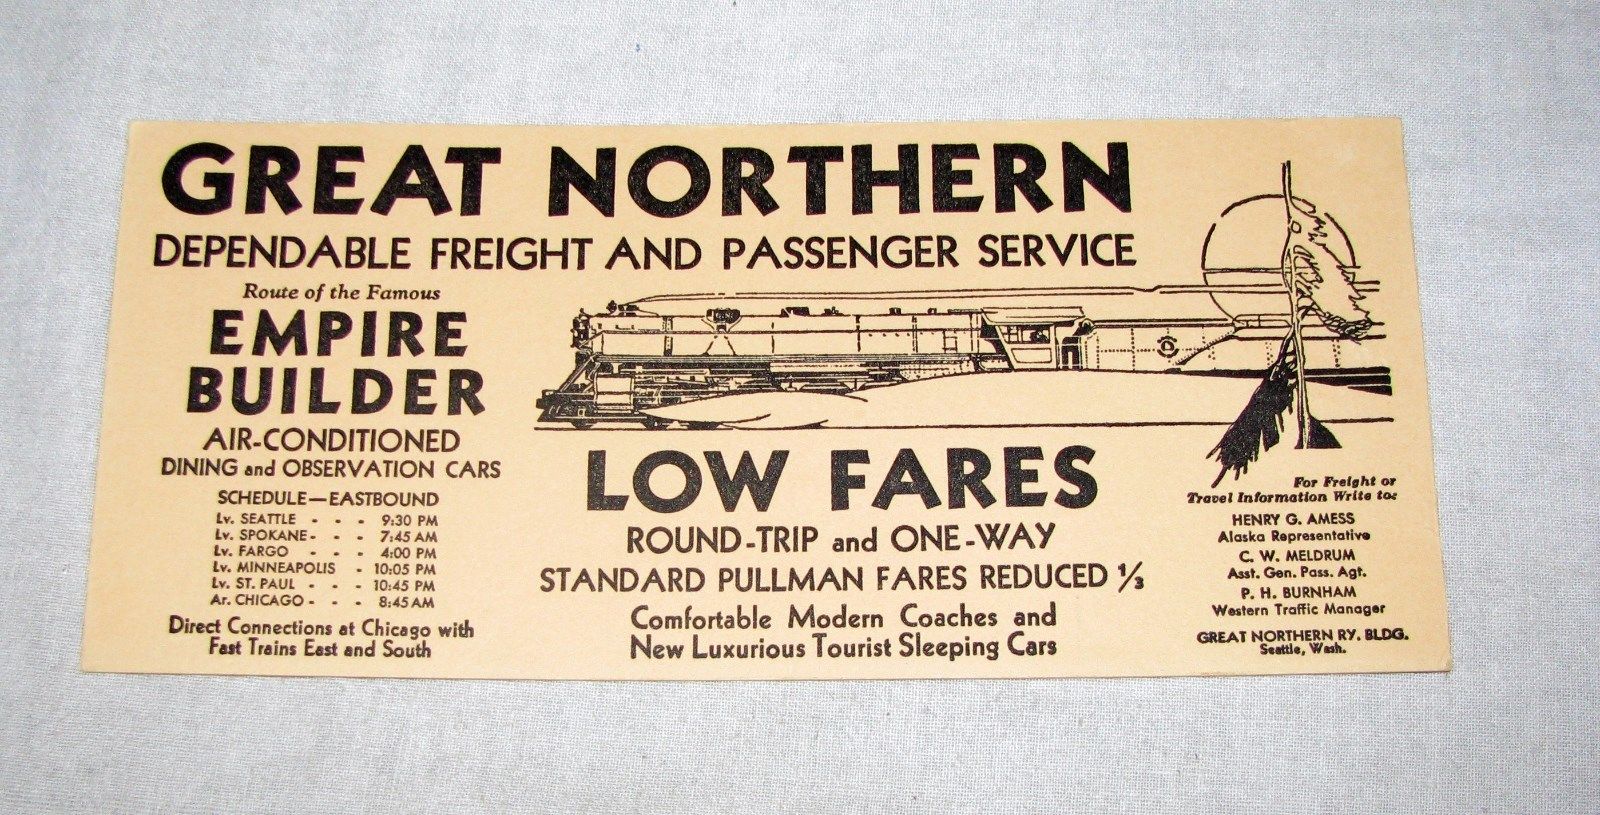 GREAT NORTHERN
DEPENDABLE FREIGHT AND PASSENGER SERVICE
Route of the Famous
EMPIRE
BUILDER
AIR-CONDITIONED
DINING and OBSERVATION CARS
SCHEDULE—EASTBOUND
Lv. SEATTLE - - - 9:30 PM
Lv. SPOKANE - - - 7:45 AM
Lv. FARGO - - - 4:00 PM
Lv. MINNEAPOLIS - 10:05 PM
Lv. ST. PAUL - - - 10:45 PM
Ar. CHICAGO - - - 8:45 AM
Direct Connections at Chicago with
Fast Trains East and South
LOW FARES
ROUND-TRIP and ONE-WAY
STANDARD PULLMAN FARES REDUCED 1/3
Comfortable Modern Coaches and
New Luxurious Tourist Sleeping Cars
For Freight or
Travel Information Write to:
HENRY G. AMESS
Alaska Representative
C. W. MELDRUM
Asst. Gen. Pass. Agt.
P. H. BURNHAM
Western Traffic Manager
GREAT NORTHERN RY. BLDG.
Seattle, Wash.